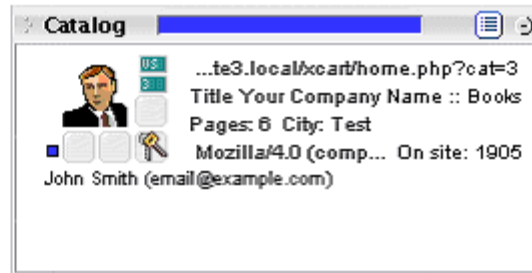 Catalog
US
...te3.local/xcart/home.php?cat=3
Title Your Company Name :: Books
Pages: 6 City: Test
Mozilla/4.0 (comp... On site: 1905
John Smith (email@example.com)